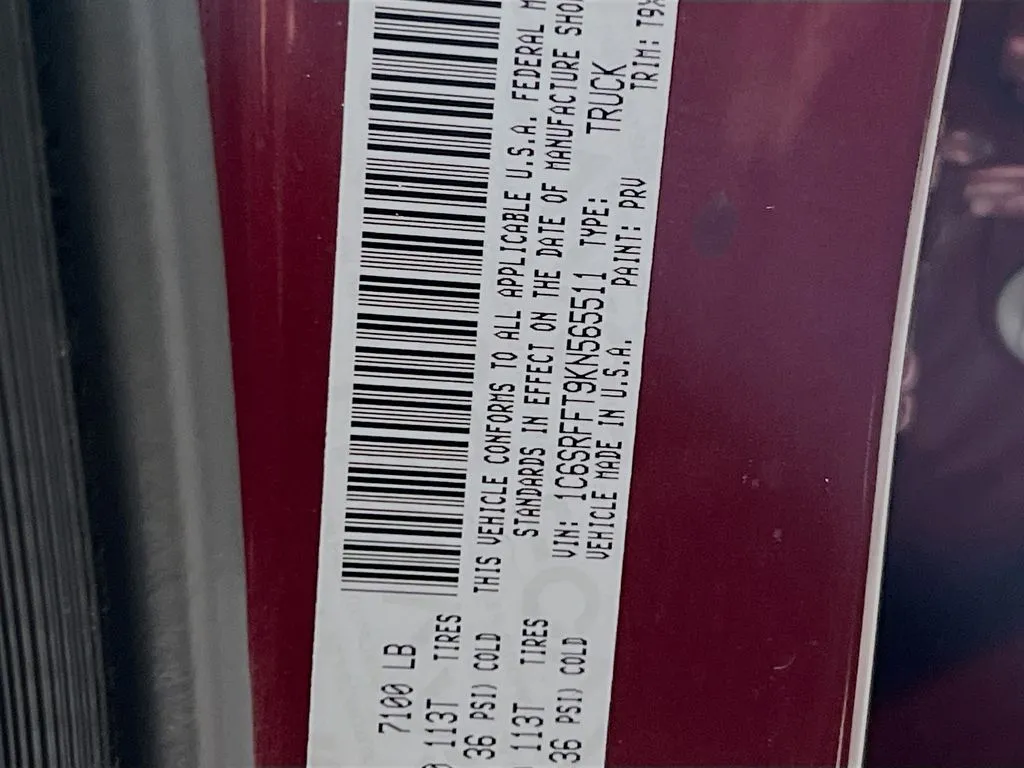 7100 LB
113T TIRES
36 PSI) COLD
113T TIRES
36 PSI) COLD
THIS VEHICLE CONFORMS TO ALL APPLICABLE U.S.A. FEDERAL
STANDARDS IN EFFECT ON THE DATE OF MANUFACTURE
VIN: 1C6SRFFT9KN565511 TYPE: TRUCK
VEHICLE MADE IN U.S.A. PAINT: PRV TRIM: